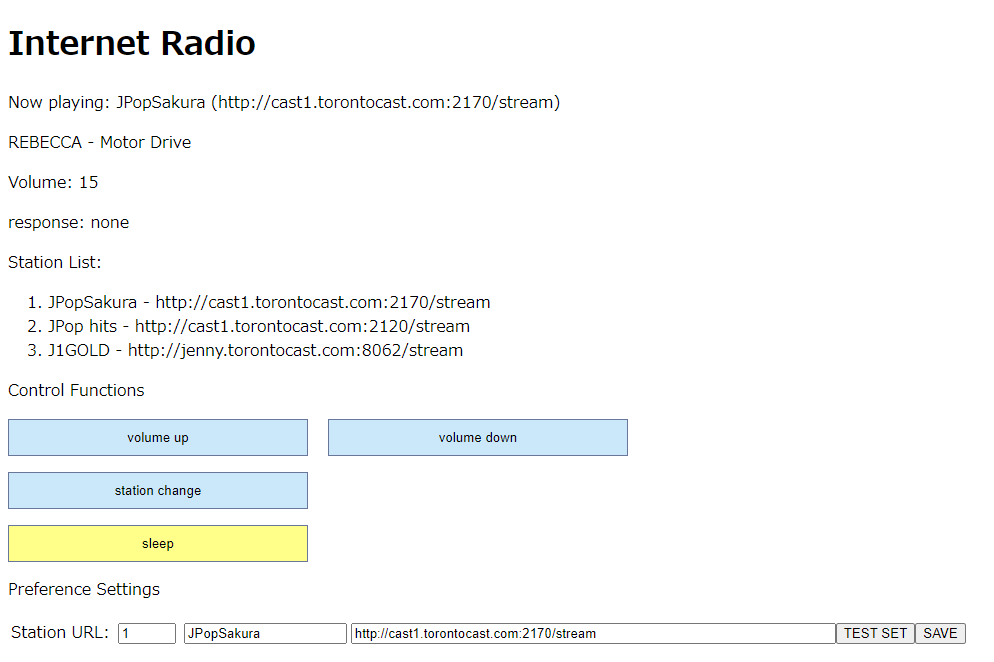 Internet Radio
Now playing: JPopSakura (http://cast1.torontocast.com:2170/stream)
REBECCA - Motor Drive
Volume: 15
response: none
Station List:
1. JPopSakura - http://cast1.torontocast.com:2170/stream
2. JPop hits - http://cast1.torontocast.com:2120/stream
3. J1GOLD - http://jenny.torontocast.com:8062/stream
Control Functions
volume up volume down
station change
sleep
Preference Settings
Station URL: 1 JPopSakura http://cast1.torontocast.com:2170/stream TEST SET SAVE